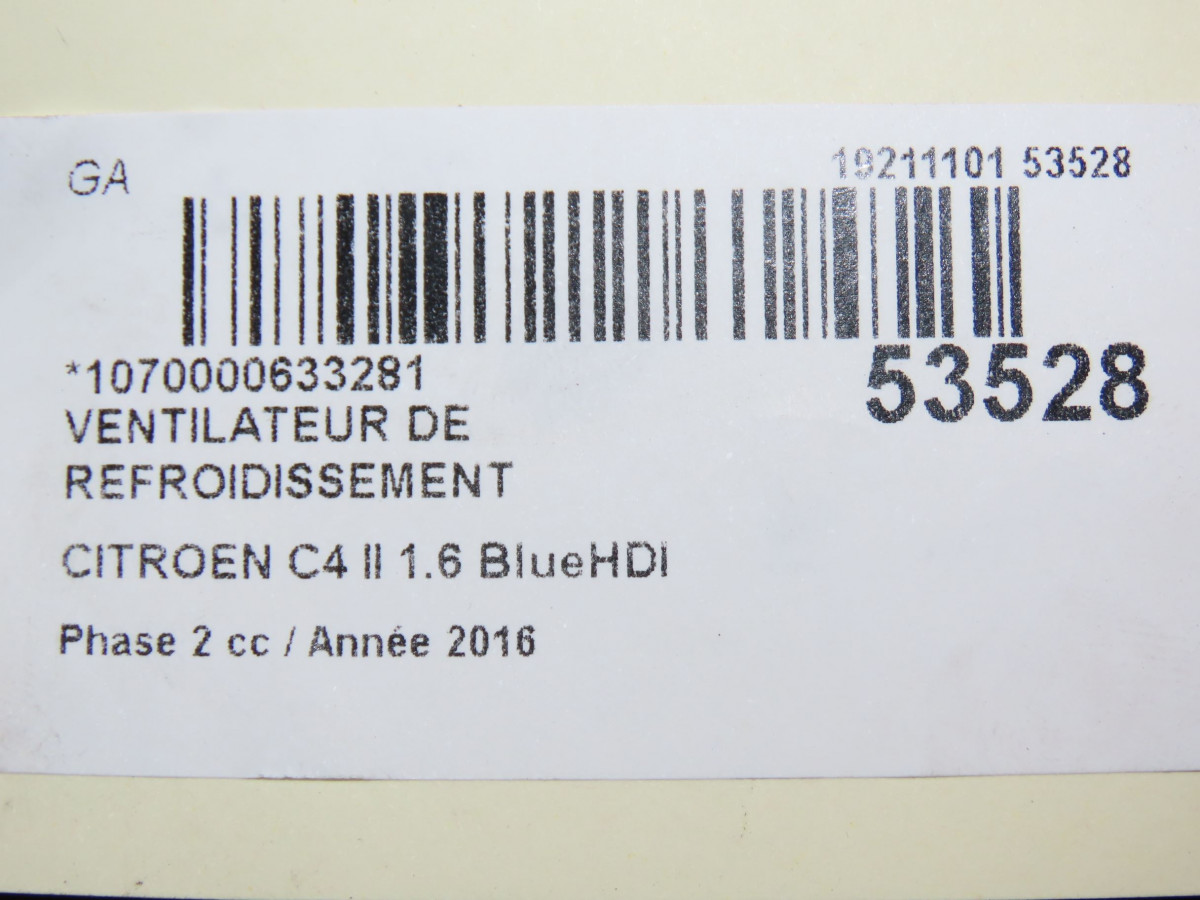 GA
19211101 53528
*1070000633281
53528
VENTILATEUR DE
REFROIDISSEMENT
CITROEN C4 II 1.6 BlueHDI
Phase 2 cc / Année 2016